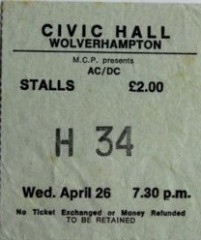 CIVIC HALL
WOLVERHAMPTON
M.C.P. presents
AC/DC
STALLS £2.00
H 34
Wed. April 26 7.30 p.m.
No Ticket Exchanged or Money Refunded
TO BE RETAINED